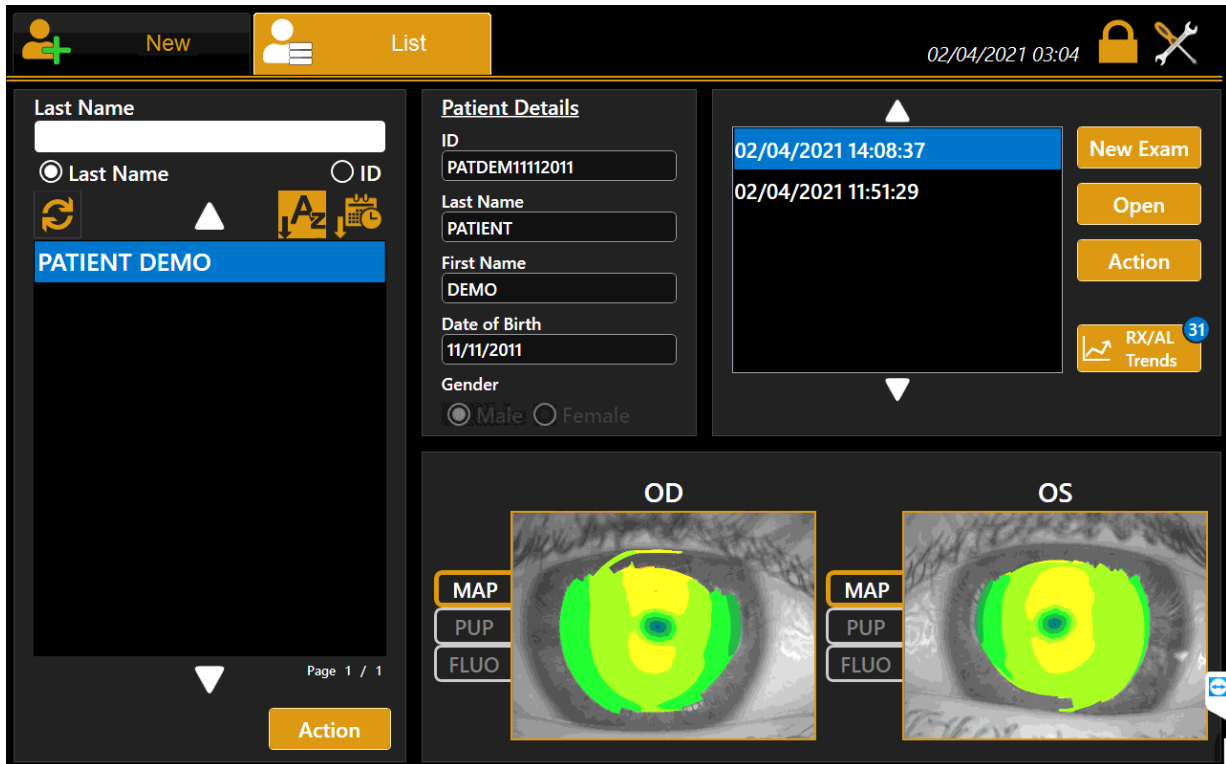 New
List
02/04/2021 03:04
Last Name
Last Name
ID
Az
PATIENT DEMO
Page 1 / 1
Action
Patient Details
ID
PATDEM11112011
Last Name
PATIENT
First Name
DEMO
Date of Birth
11/11/2011
Gender
Male
Female
02/04/2021 14:08:37
02/04/2021 11:51:29
New Exam
Open
Action
RX/AL
Trends
31
OD
MAP
PUP
FLUO
OS
MAP
PUP
FLUO